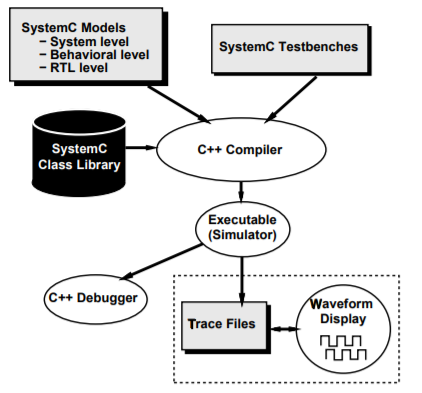 SystemC Models
− System level
− Behavioral level
− RTL level
SystemC Testbenches
SystemC
Class Library
C++ Compiler
Executable
(Simulator)
C++ Debugger
Trace Files
Waveform
Display